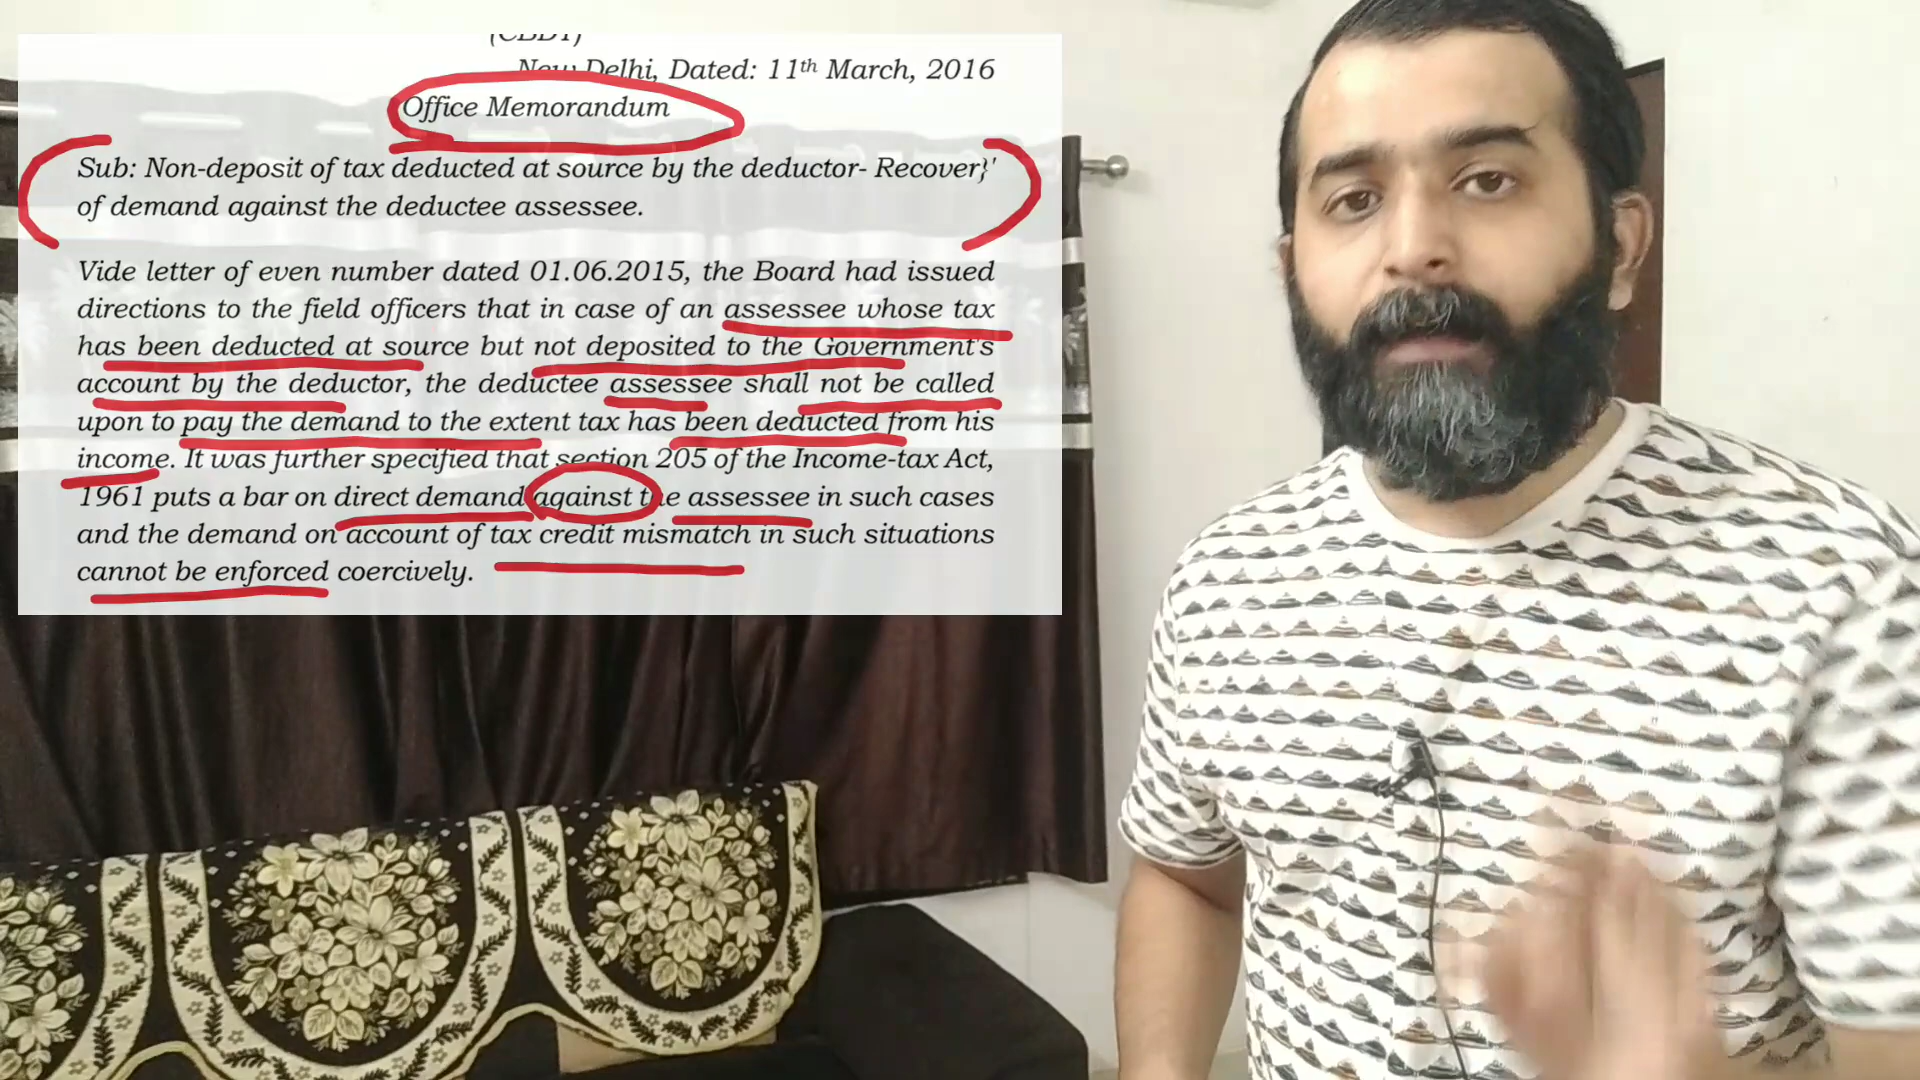 (CBDT)
New Delhi, Dated: 11th March, 2016
Office Memorandum
Sub: Non-deposit of tax deducted at source by the deductor- Recover}'
of demand against the deductee assessee.
Vide letter of even number dated 01.06.2015, the Board had issued
directions to the field officers that in case of an assessee whose tax
has been deducted at source but not deposited to the Government's
account by the deductor, the deductee assessee shall not be called
upon to pay the demand to the extent tax has been deducted from his
income. It was further specified that section 205 of the Income-tax Act,
1961 puts a bar on direct demand against the assessee in such cases
and the demand on account of tax credit mismatch in such situations
cannot be enforced coercively.